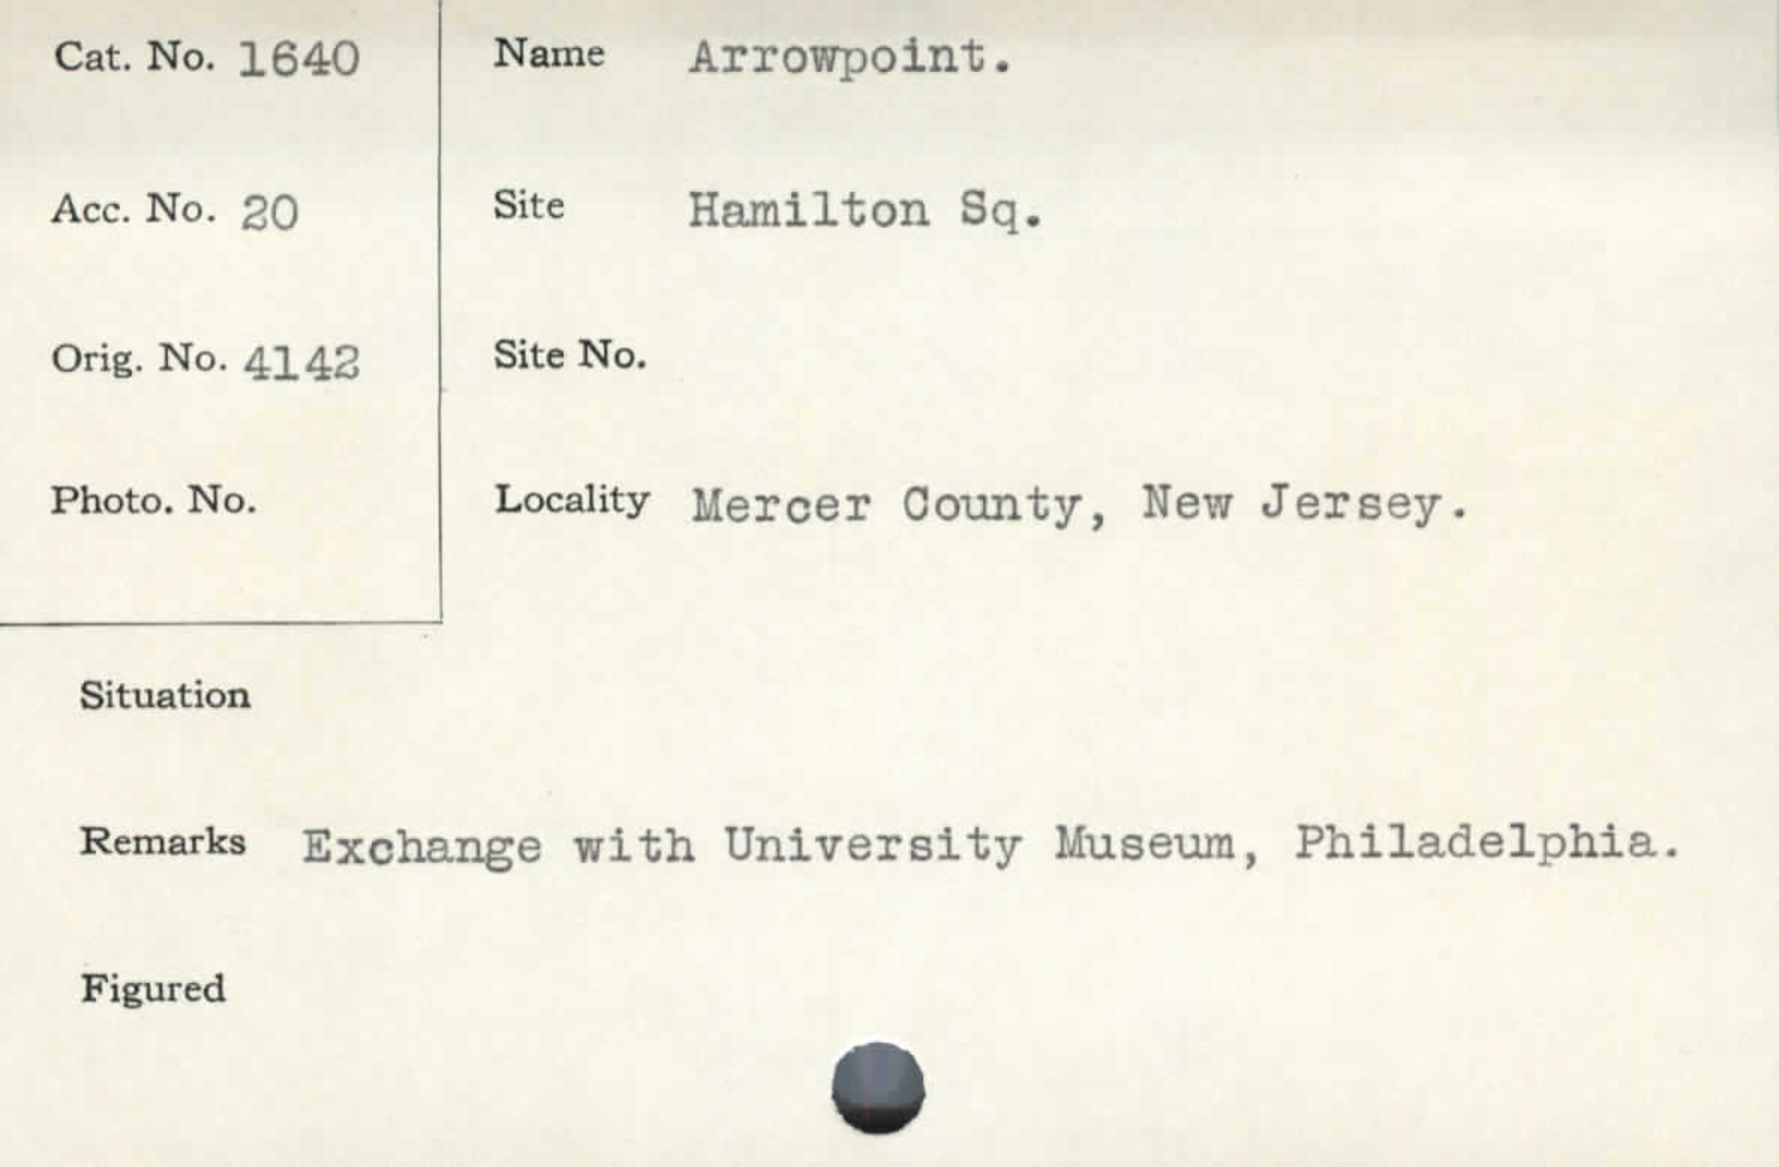 Cat. No. 1640
Name Arrowpoint.
Acc. No. 20
Site Hamilton Sq.
Orig. No. 4142
Site No.
Photo. No.
Locality Mercer County, New Jersey.
Situation
Remarks Exchange with University Museum, Philadelphia.
Figured